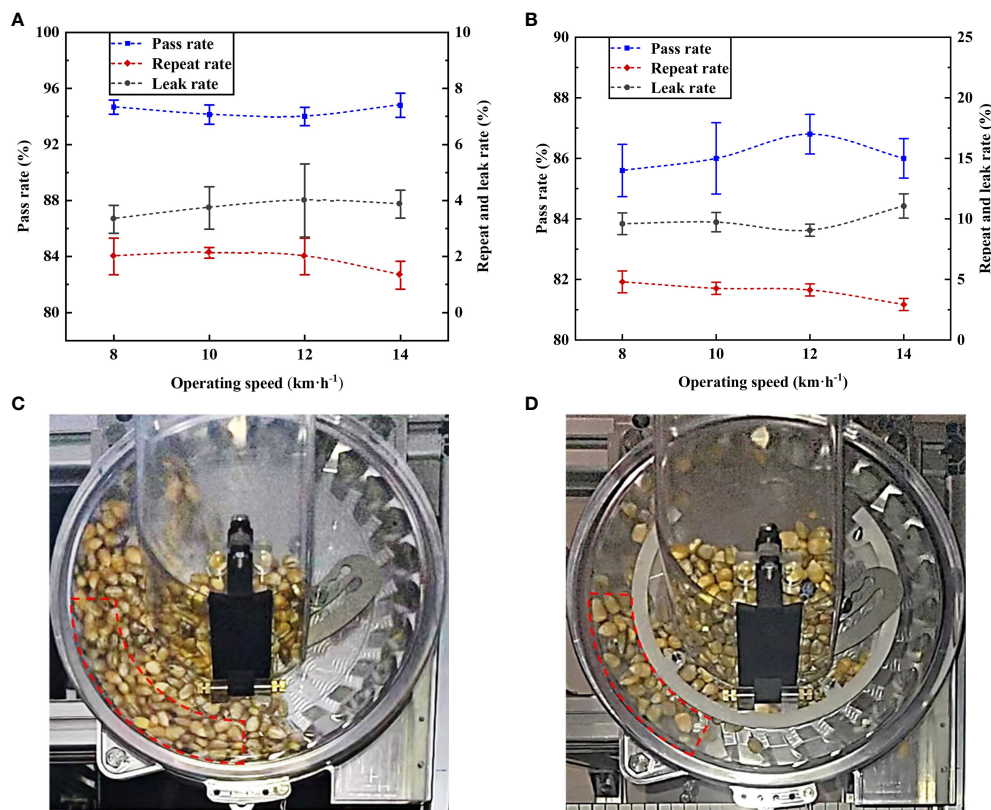 A
Pass rate
Repeat rate
Leak rate
100
96
92
88
84
80
Pass rate (%)
10
8
6
4
2
0
Repeat and leak rate (%)
8
10
12
14
Operating speed (km·h⁻¹)
B
Pass rate
Repeat rate
Leak rate
90
88
86
84
82
80
Pass rate (%)
25
20
15
10
5
0
Repeat and leak rate (%)
8
10
12
14
Operating speed (km·h⁻¹)
C
D